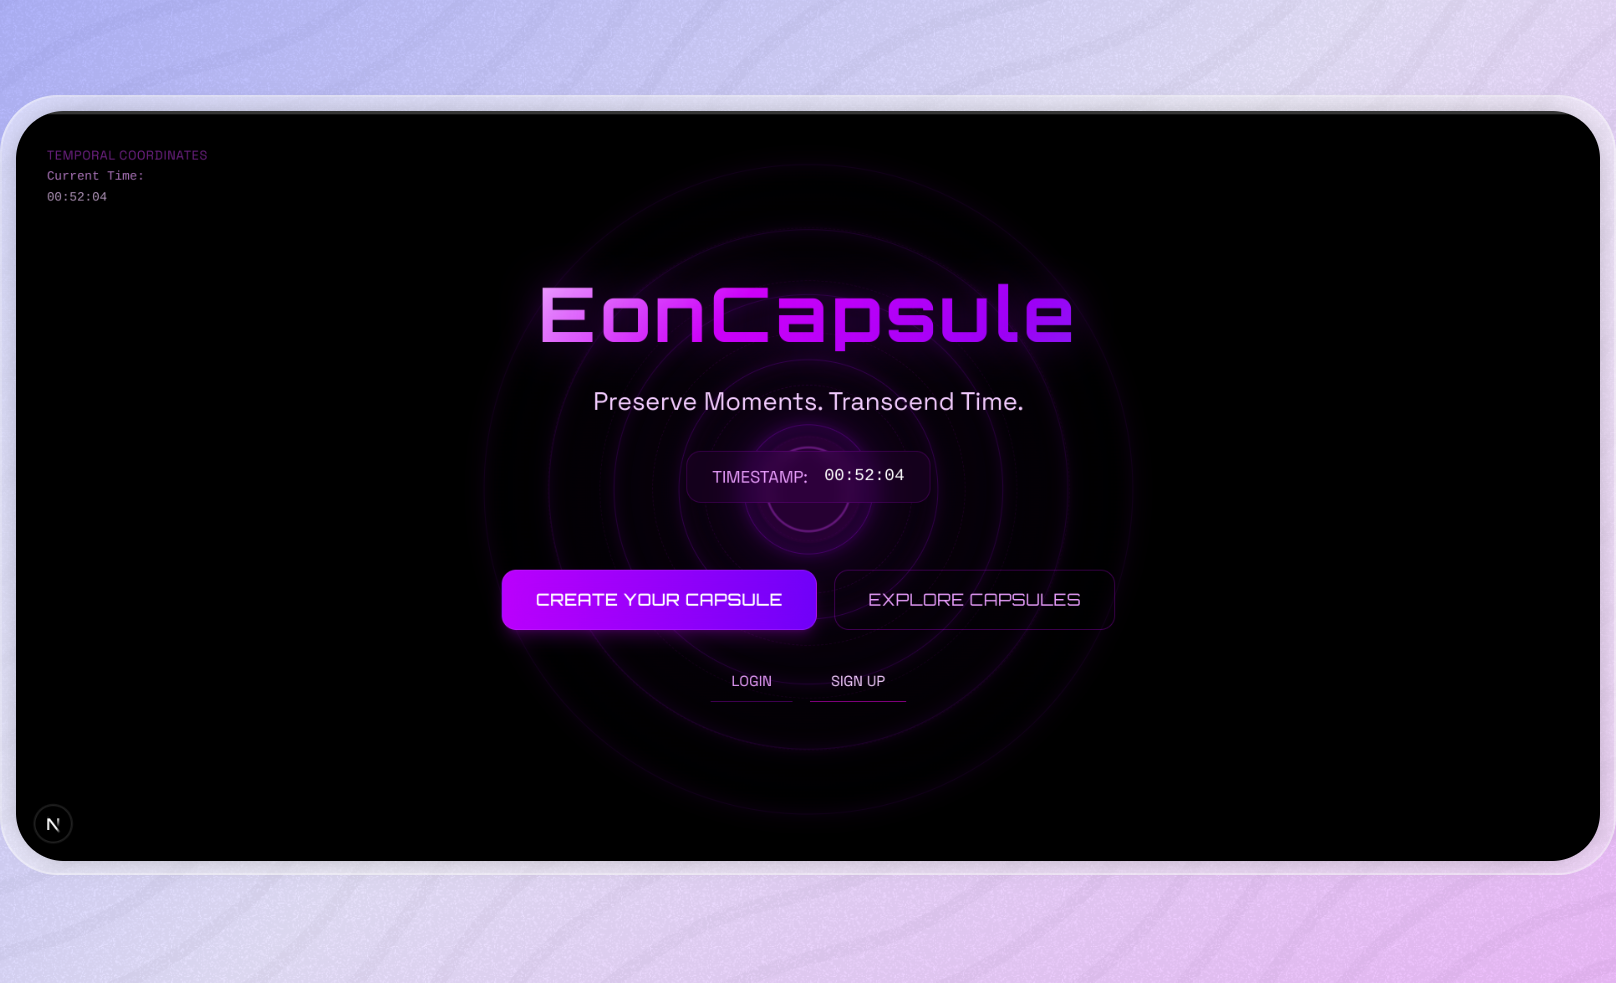 TEMPORAL COORDINATES
Current Time:
00:52:04
EonCapsule
Preserve Moments. Transcend Time.
TIMESTAMP: 00:52:04
CREATE YOUR CAPSULE
EXPLORE CAPSULES
LOGIN
SIGN UP
N